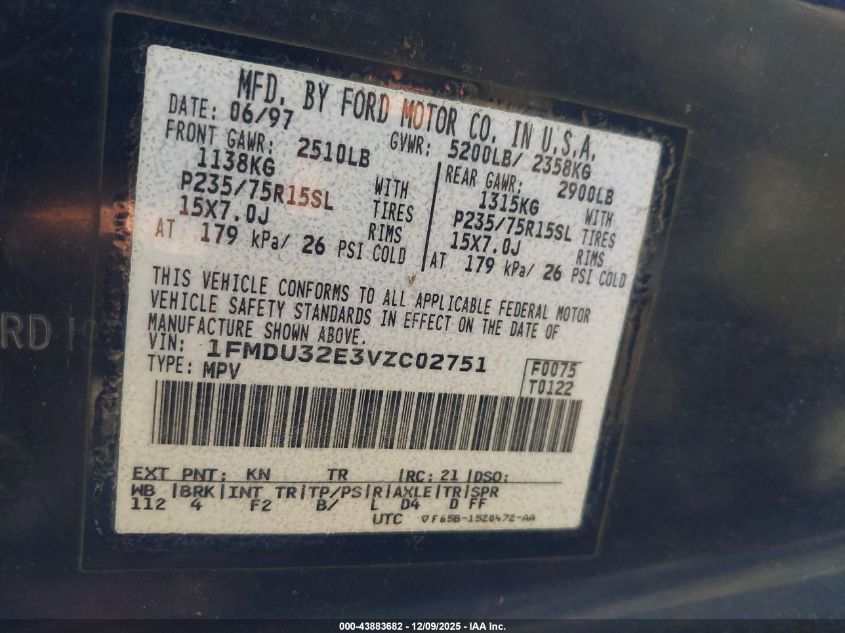 MFD. BY FORD MOTOR CO. IN U.S.A.
DATE: 06/97 GVWR: 5200LB/ 2358KG
FRONT GAWR: 2510LB
1138KG WITH
P235/75R15SL TIRES
15X7.0J RIMS
AT 179 kPa/ 26 PSI COLD
REAR GAWR: 2900LB
1315KG WITH
P235/75R15SL TIRES
15X7.0J RIMS
AT 179 kPa/ 26 PSI COLD
THIS VEHICLE CONFORMS TO ALL APPLICABLE FEDERAL MOTOR
VEHICLE SAFETY STANDARDS IN EFFECT ON THE DATE OF
MANUFACTURE SHOWN ABOVE.
VIN: 1FMDU32E3VZC02751
TYPE: MPV
F0075
T0122
EXT PNT: KN TR |RC: 21 |DSO:
WB |BRK|INT TR|TP/PS|R|AXLE|TR|SPR
112 4 F2 B/ L D4 D FF
UTC F65B-1520472-AA
RD
000-43883682 - 12/09/2025 - IAA Inc.